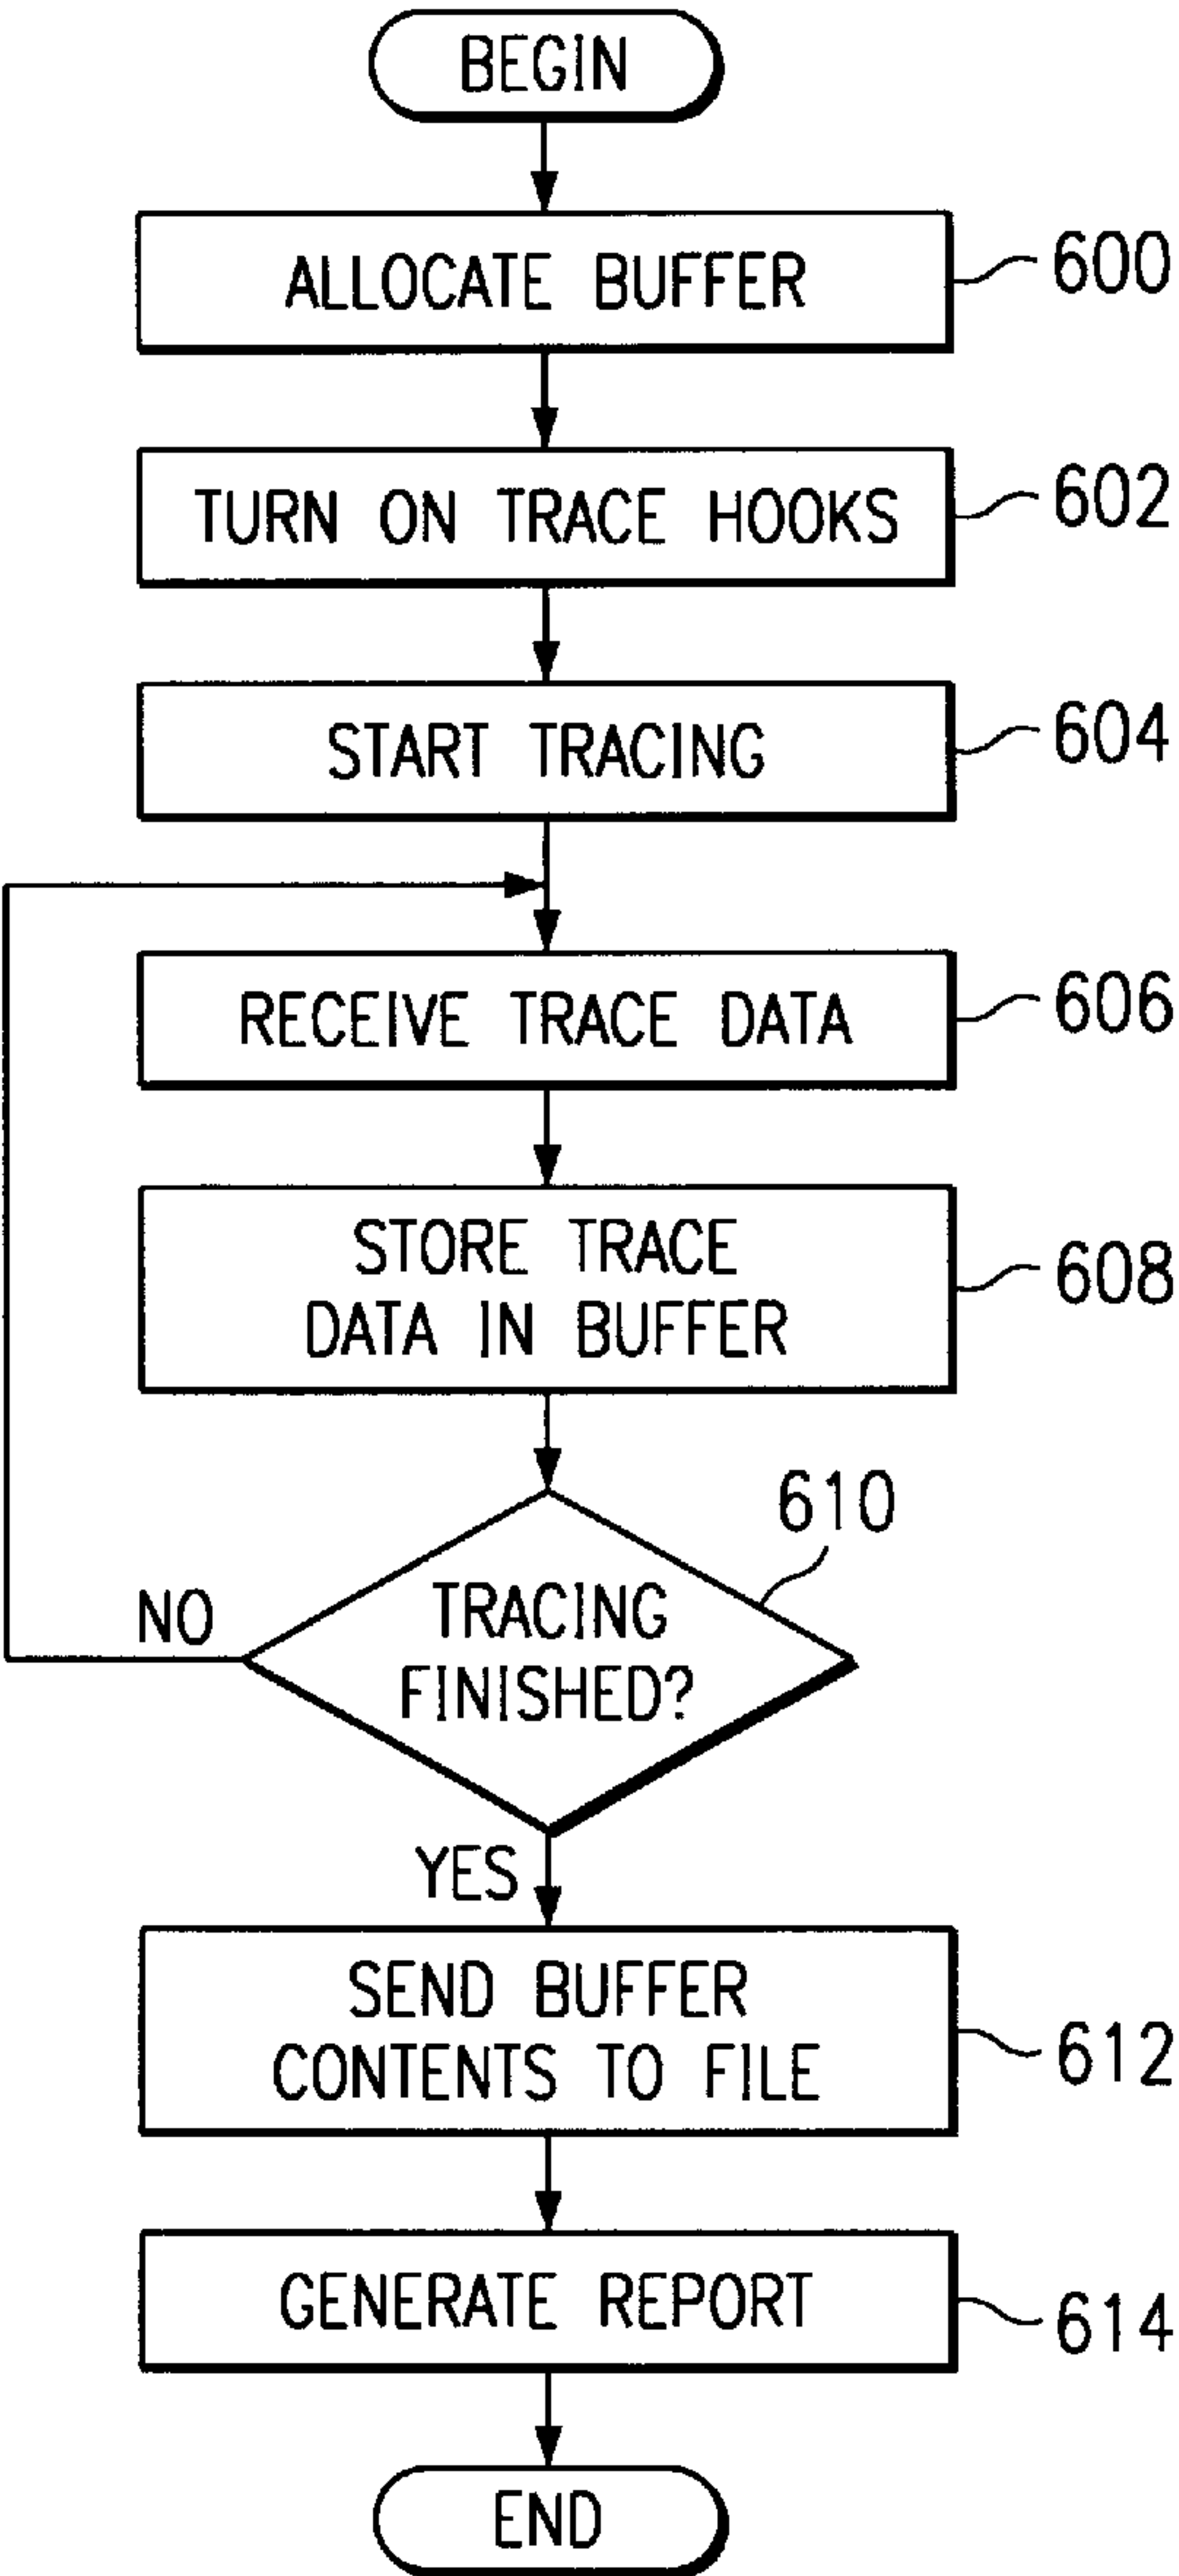 BEGIN
ALLOCATE BUFFER
600
TURN ON TRACE HOOKS
602
START TRACING
604
RECEIVE TRACE DATA
606
STORE TRACE
DATA IN BUFFER
608
610
TRACING
FINISHED?
NO
YES
SEND BUFFER
CONTENTS TO FILE
612
GENERATE REPORT
614
END